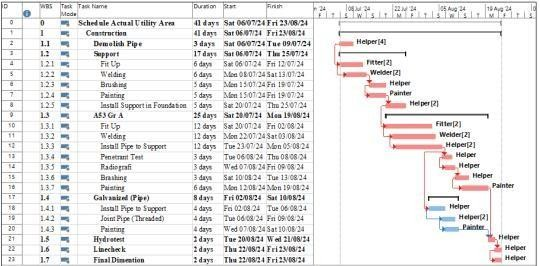 ID WBS Task Mode Task Name Duration Start Finish 24 08 Jul '24 22 Jul '24 05 Aug '24 19 Aug '24
F T S W S T M F T S W
0 0 Schedule Actual Utility Area 41 days Sat 06/07/24 Fri 23/08/24
1 1 Construction 41 days Sat 06/07/24 Fri 23/08/24
2 1.1 Demolish Pipe 3 days Sat 06/07/24 Tue 09/07/24 Helper[4]
3 1.2 Support 17 days Sat 06/07/24 Thu 25/07/24
4 1.2.1 Fit Up 6 days Sat 06/07/24 Fri 12/07/24 Fitter[2]
5 1.2.2 Welding 6 days Mon 08/07/24 Sat 13/07/24 Welder[2]
6 1.2.3 Brushing 5 days Mon 15/07/24 Fri 19/07/24 Helper
7 1.2.4 Painting 5 days Mon 15/07/24 Fri 19/07/24 Painter
8 1.2.5 Install Support in Foundation 5 days Sat 20/07/24 Thu 25/07/24 Helper[2]
9 1.3 A53 Gr A 25 days Sat 20/07/24 Mon 19/08/24
10 1.3.1 Fit Up 12 days Sat 20/07/24 Fri 02/08/24 Fitter[2]
11 1.3.2 Welding 12 days Mon 22/07/24 Sat 03/08/24 Welder[2]
12 1.3.3 Install Pipe to Support 12 days Tue 23/07/24 Mon 05/08/24 Helper[2]
13 1.3.4 Penetrant Test 3 days Tue 06/08/24 Thu 08/08/24 Helper
14 1.3.5 Radiografi 3 days Wed 07/08/24 Fri 09/08/24 Helper
15 1.3.6 Brushing 3 days Sat 10/08/24 Tue 13/08/24 Helper
16 1.3.7 Painting 6 days Mon 12/08/24 Mon 19/08/24 Painter
17 1.4 Galvanized (Pipe) 8 days Fri 02/08/24 Sat 10/08/24
18 1.4.1 Install Pipe to Support 4 days Fri 02/08/24 Tue 06/08/24 Helper
19 1.4.2 Joint Pipe (Threaded) 4 days Tue 06/08/24 Fri 09/08/24 Helper[2]
20 1.4.3 Painting 4 days Wed 07/08/24 Sat 10/08/24 Painter
21 1.5 Hydrotest 2 days Tue 20/08/24 Wed 21/08/24 Helper
22 1.6 Linecheck 2 days Thu 22/08/24 Fri 23/08/24 Helper
23 1.7 Final Dimention 2 days Thu 22/08/24 Fri 23/08/24 Helper